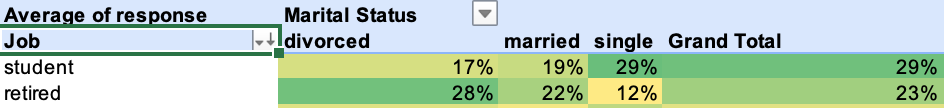 Average of response Marital Status
Job divorced married single Grand Total
student 17% 19% 29% 29%
retired 28% 22% 12% 23%